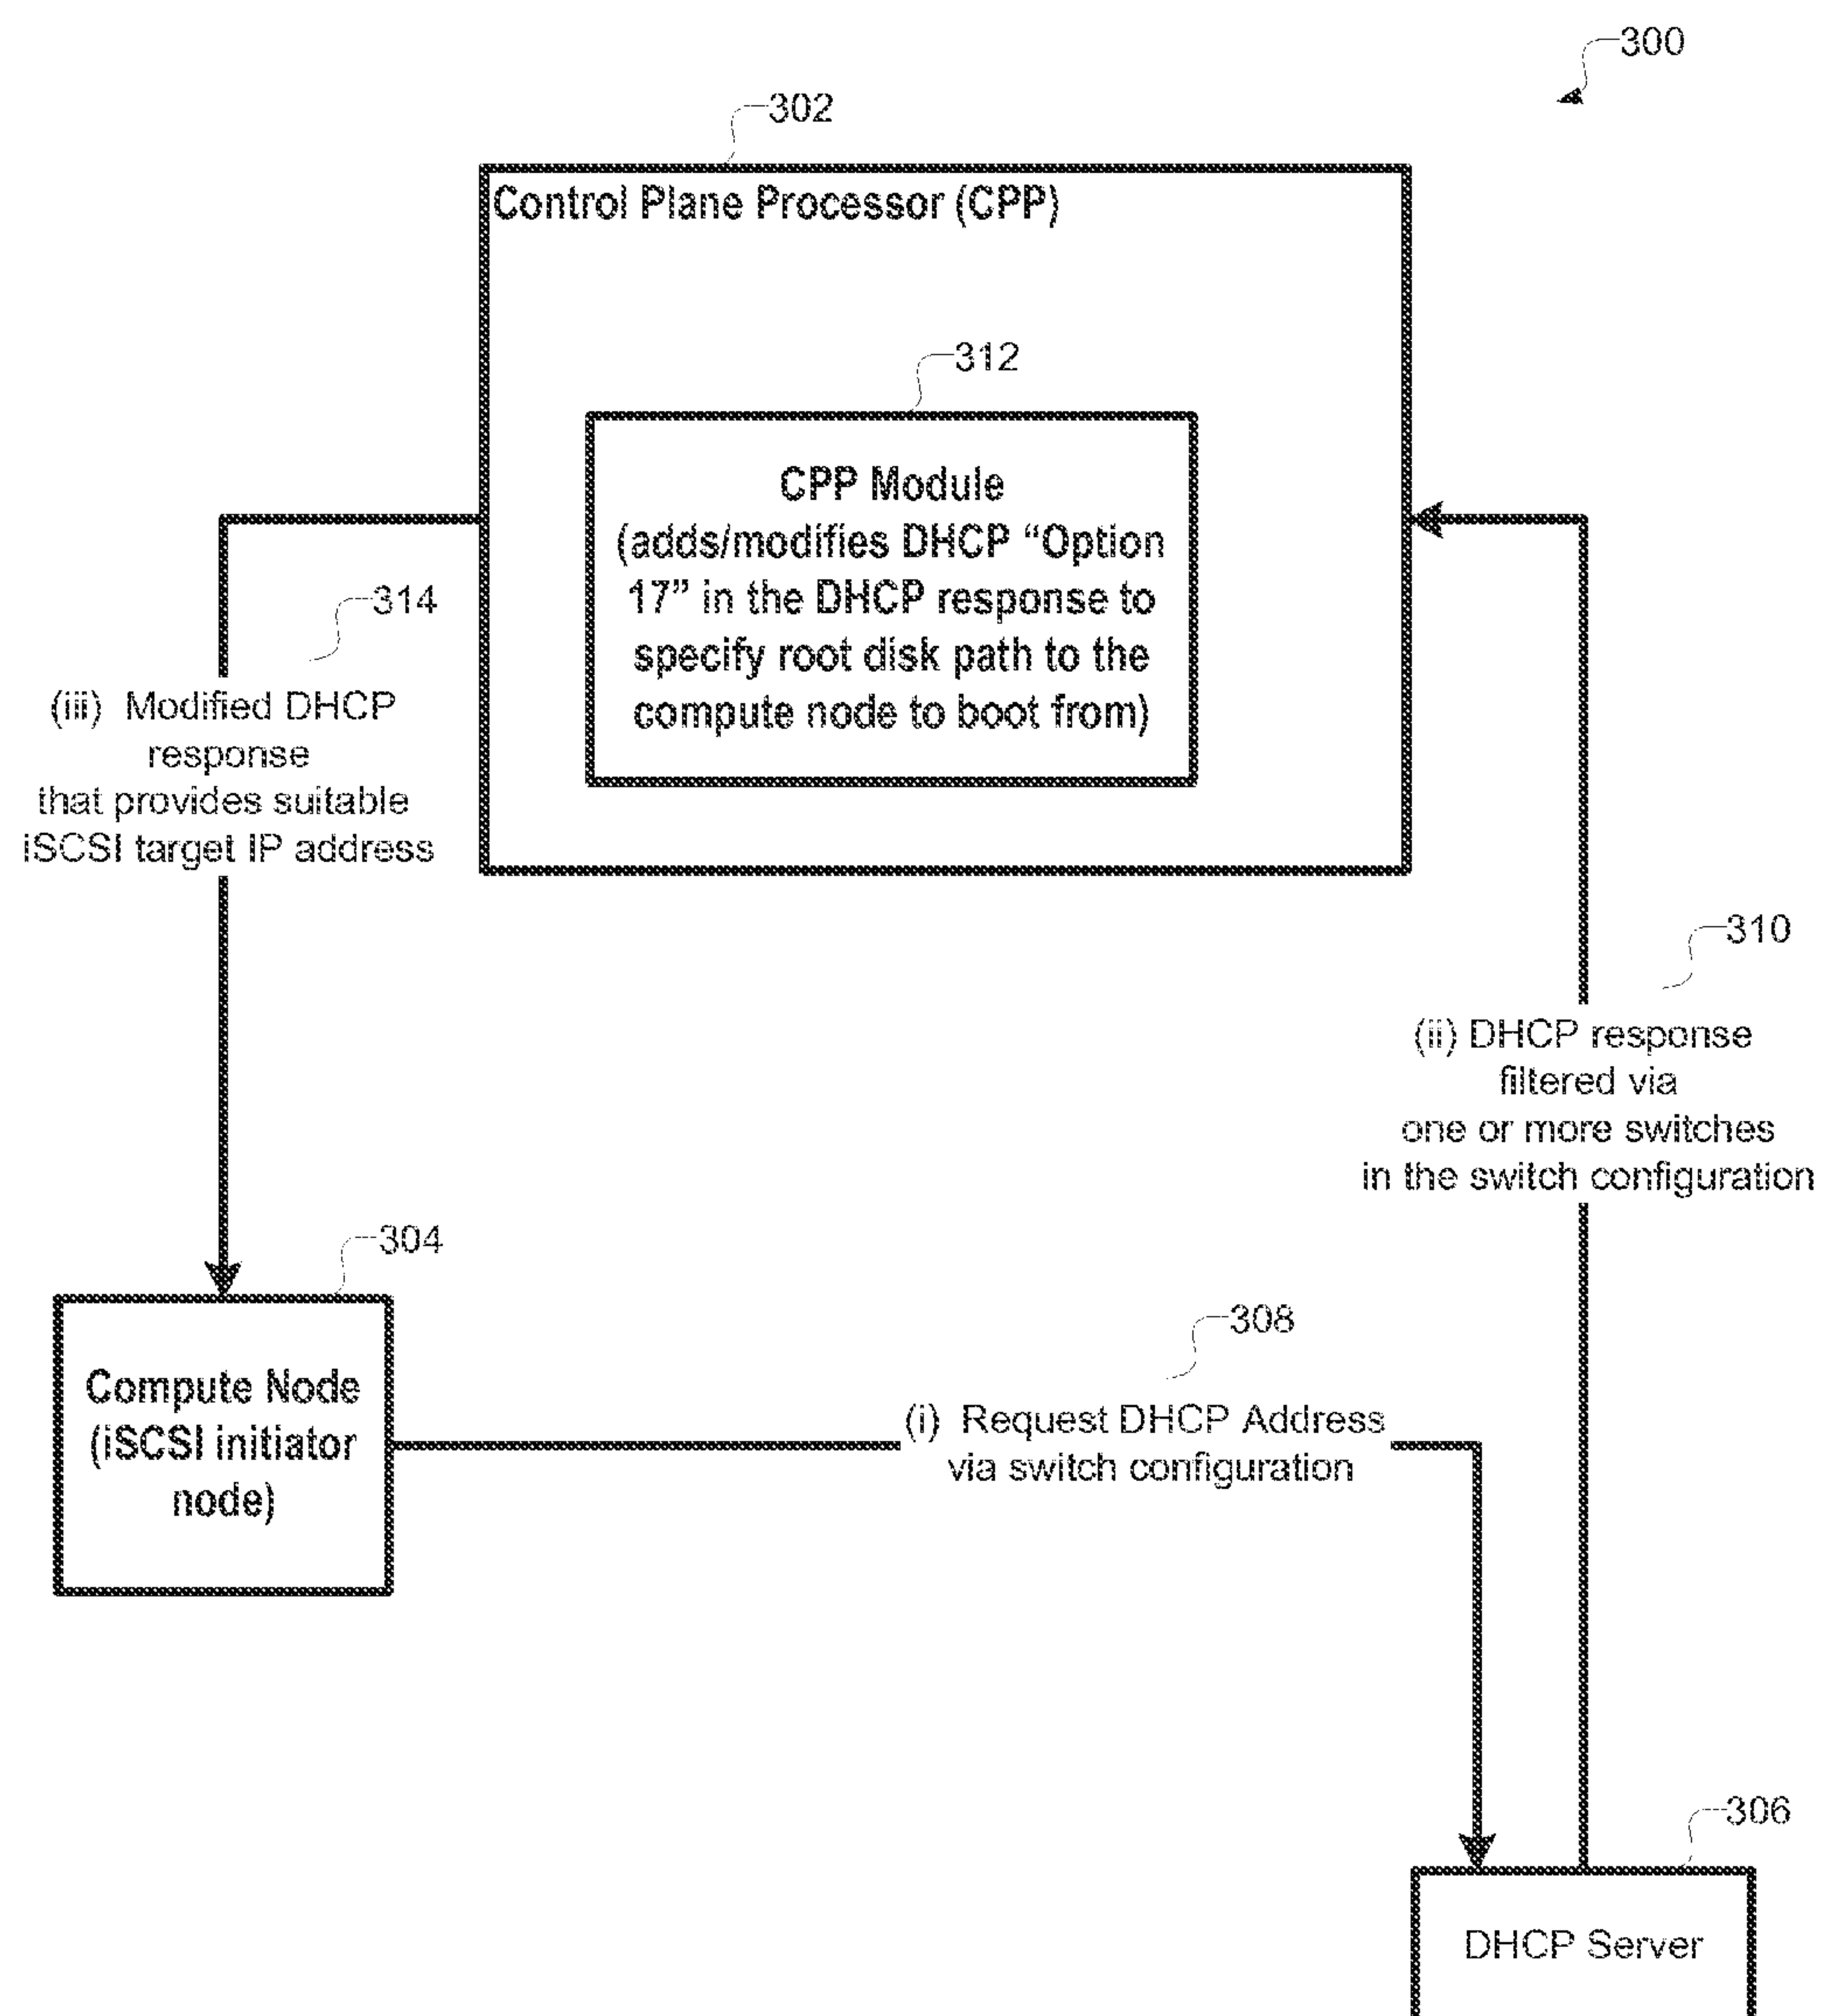 300
302
Control Plane Processor (CPP)
312
CPP Module
(adds/modifies DHCP “Option
17” in the DHCP response to
specify root disk path to the
compute node to boot from)
314
(iii) Modified DHCP
response
that provides suitable
iSCSI target IP address
310
(ii) DHCP response
filtered via
one or more switches
in the switch configuration
304
Compute Node
(iSCSI initiator
node)
308
(i) Request DHCP Address
via switch configuration
306
DHCP Server